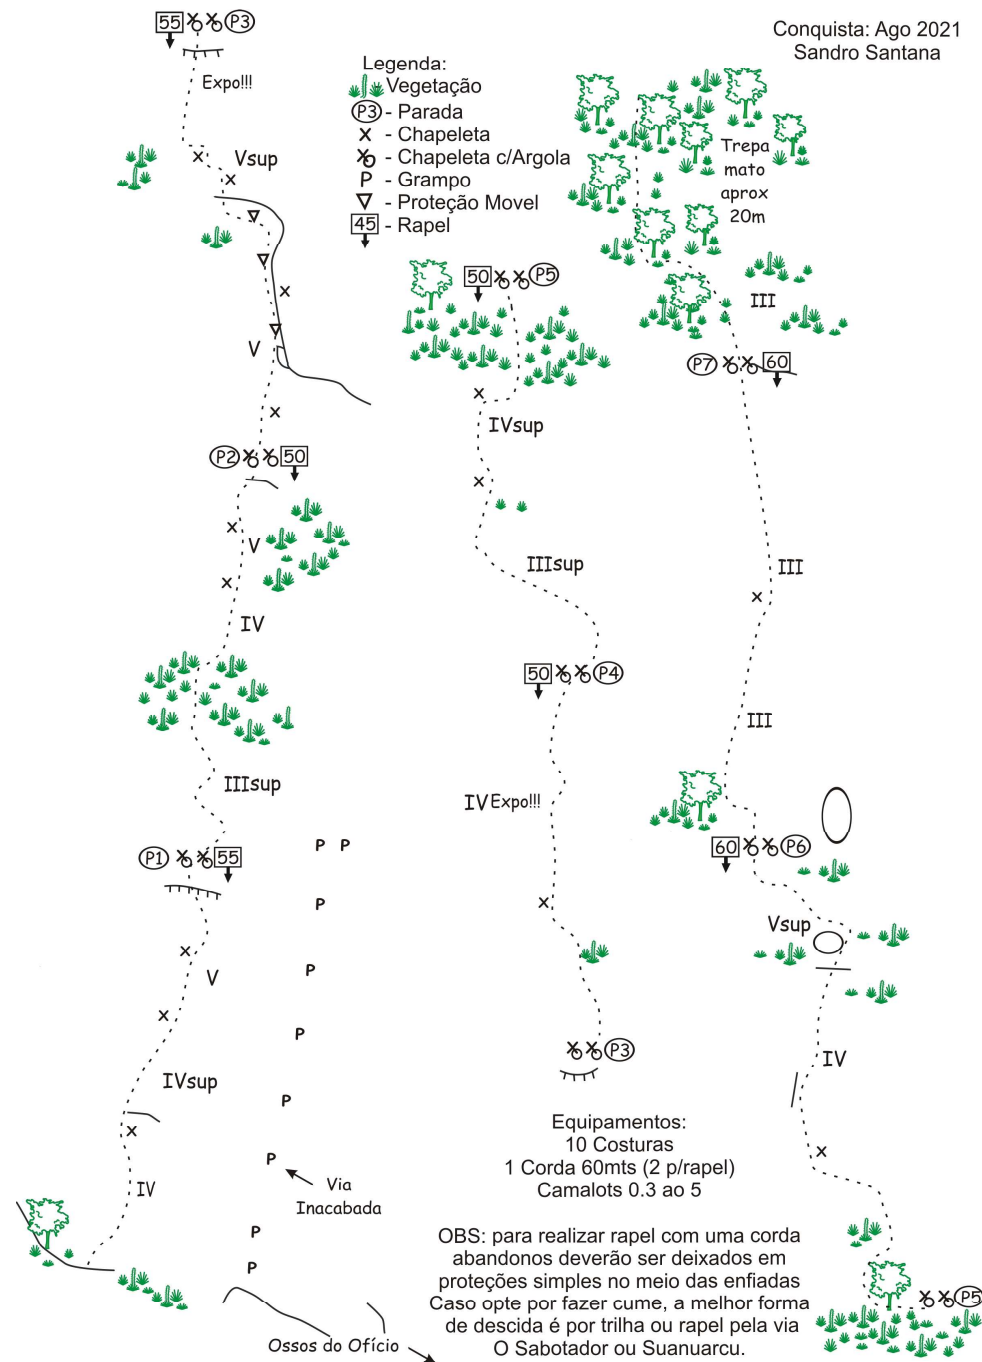 Conquista: Ago 2021
Sandro Santana
Legenda:
Vegetação
P3 - Parada
x - Chapeleta
- Chapeleta c/Argola
P - Grampo
- Proteção Movel
45 - Rapel
55 P3
Expo!!!
Vsup
V
P2 50
V
IV
IIIsup
P1 55
V
IVsup
IV
P P
P
P
P
P
P
Via
Inacabada
P
P
Ossos do Ofício
50 P5
IVsup
IIIsup
50 P4
IV Expo!!!
P3
Trepa
mato
aprox
20m
III
P7 60
III
III
60 P6
Vsup
IV
P5
Equipamentos:
10 Costuras
1 Corda 60mts (2 p/rapel)
Camalots 0.3 ao 5
OBS: para realizar rapel com uma corda
abandonos deverão ser deixados em
proteções simples no meio das enfiadas
Caso opte por fazer cume, a melhor forma
de descida é por trilha ou rapel pela via
O Sabotador ou Suanuarcu.